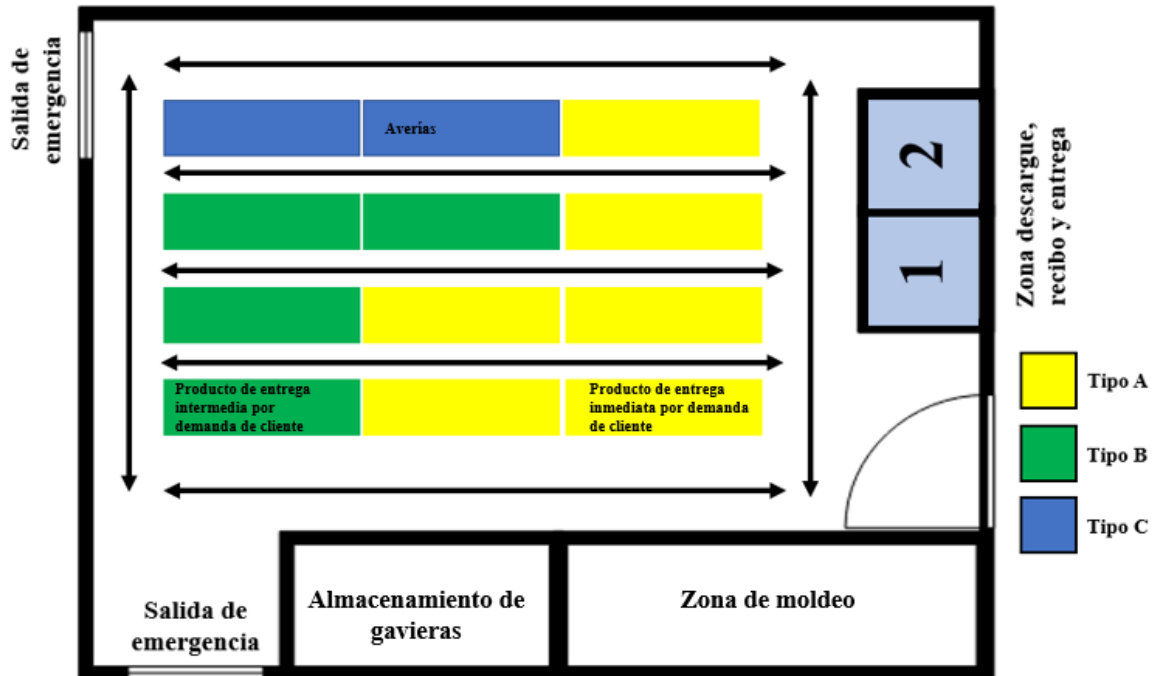 Salida de
emergencia
Averías
2
1
Zona descargue,
recibo y entrega
Producto de entrega
intermedia por
demanda de cliente
Producto de entrega
inmediata por demanda
de cliente
Tipo A
Tipo B
Tipo C
Salida de
emergencia
Almacenamiento de
gavieras
Zona de moldeo